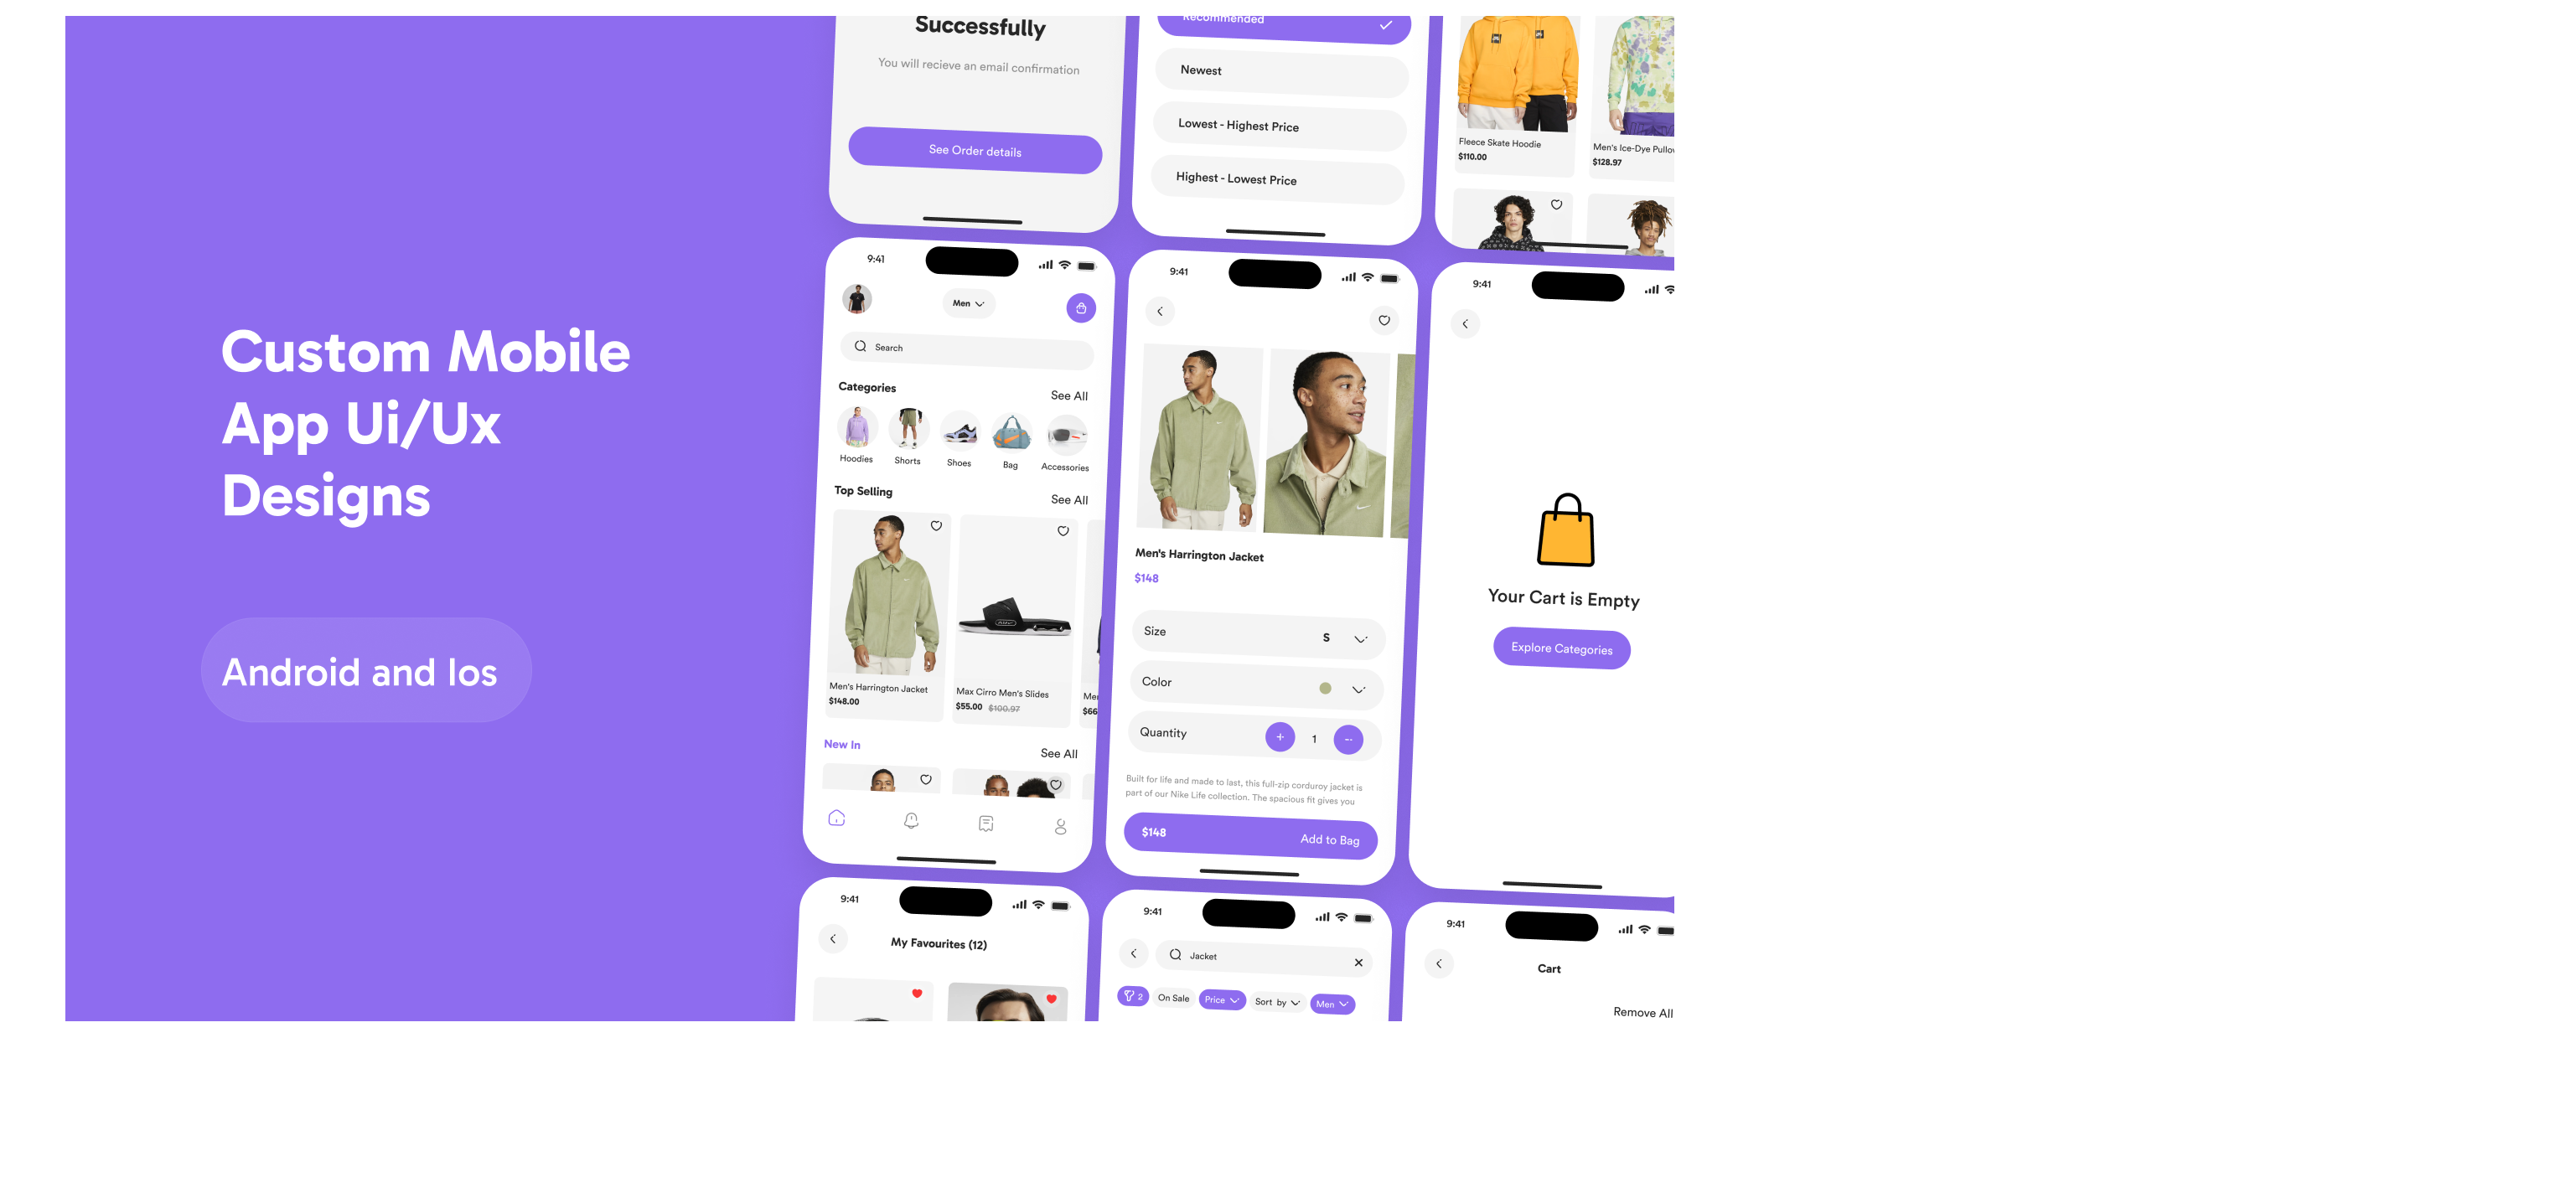 Custom Mobile
App Ui/Ux
Designs
Android and Ios
Successfully
You will recieve an email confirmation
See Order details
Recommended
Newest
Lowest - Highest Price
Highest - Lowest Price
Fleece Skate Hoodie
$110.00
Men's Ice-Dye
$128.97
9:41
Men
Search
Categories
See All
Hoodies
Shorts
Shoes
Bag
Accessories
Top Selling
See All
Men's Harrington Jacket
$148.00
Max Cirro Men's Slides
$55.00 $100.97
$66
New In
See All
9:41
Men's Harrington Jacket
$148
Size
S
Color
Quantity
+ 1 -
Built for life and made to last, this full-zip corduroy jacket is
part of our Nike Life collection. The spacious fit gives you
$148
Add to Bag
9:41
Your Cart is Empty
Explore Categories
9:41
My Favourites (12)
9:41
Jacket
2
On Sale
Price
Sort by
Men
9:41
Cart
Remove All